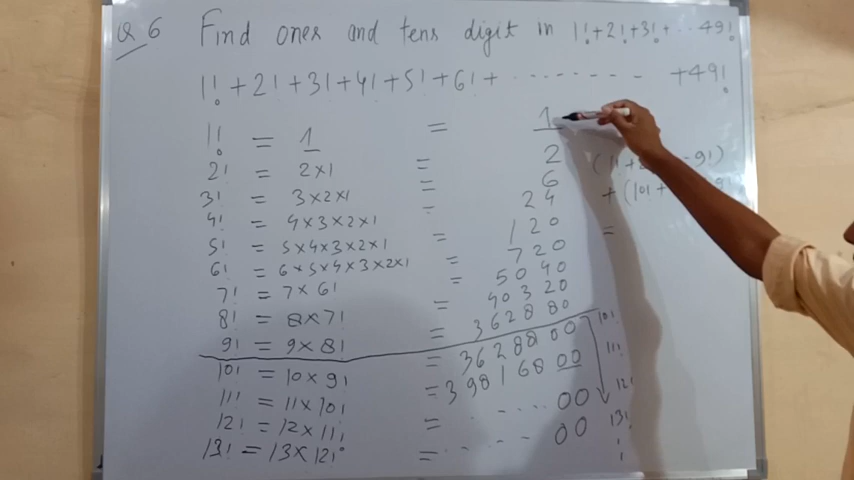 Q 6 Find ones and tens digit in 1!+2!+3!+ -- 49!
1! + 2! + 3! + 4! + 5! + 6! + - - - - - - - - + 49!
1! = 1 = 1
2! = 2×1 = 2
3! = 3×2×1 = 6
4! = 4×3×2×1 = 24
5! = 5×4×3×2×1 = 120
6! = 6×5×4×3×2×1 = 720
7! = 7×6! = 5040
8! = 8×7! = 40320
9! = 9×8! = 362880
10! = 10×9! = 3628800 10!
11! = 11×10! = 39816800 11!
12! = 12×11! = - - - - 00 12!
13! = 13×12! = - - - - 00 13!
(1!+ - 9!)
+ (10! +
=